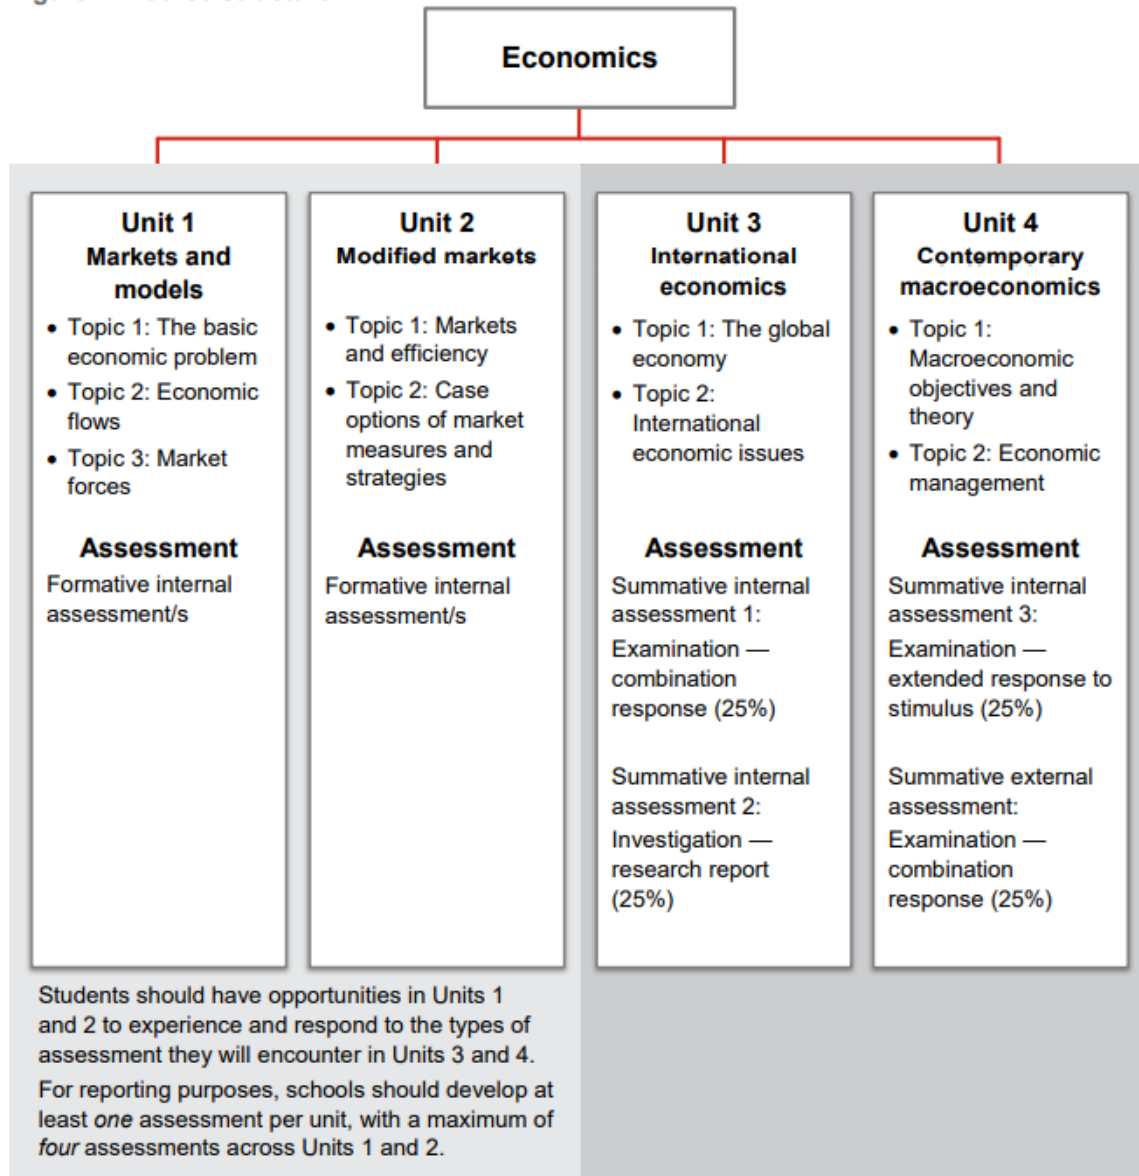 Economics
Unit 1
Markets and
models
• Topic 1: The basic
economic problem
• Topic 2: Economic
flows
• Topic 3: Market
forces
Assessment
Formative internal
assessment/s
Unit 2
Modified markets
• Topic 1: Markets
and efficiency
• Topic 2: Case
options of market
measures and
strategies
Assessment
Formative internal
assessment/s
Unit 3
International
economics
• Topic 1: The global
economy
• Topic 2:
International
economic issues
Assessment
Summative internal
assessment 1:
Examination —
combination
response (25%)
Summative internal
assessment 2:
Investigation —
research report
(25%)
Unit 4
Contemporary
macroeconomics
• Topic 1:
Macroeconomic
objectives and
theory
• Topic 2: Economic
management
Assessment
Summative internal
assessment 3:
Examination —
extended response to
stimulus (25%)
Summative external
assessment:
Examination —
combination
response (25%)
Students should have opportunities in Units 1
and 2 to experience and respond to the types of
assessment they will encounter in Units 3 and 4.
For reporting purposes, schools should develop at
least one assessment per unit, with a maximum of
four assessments across Units 1 and 2.